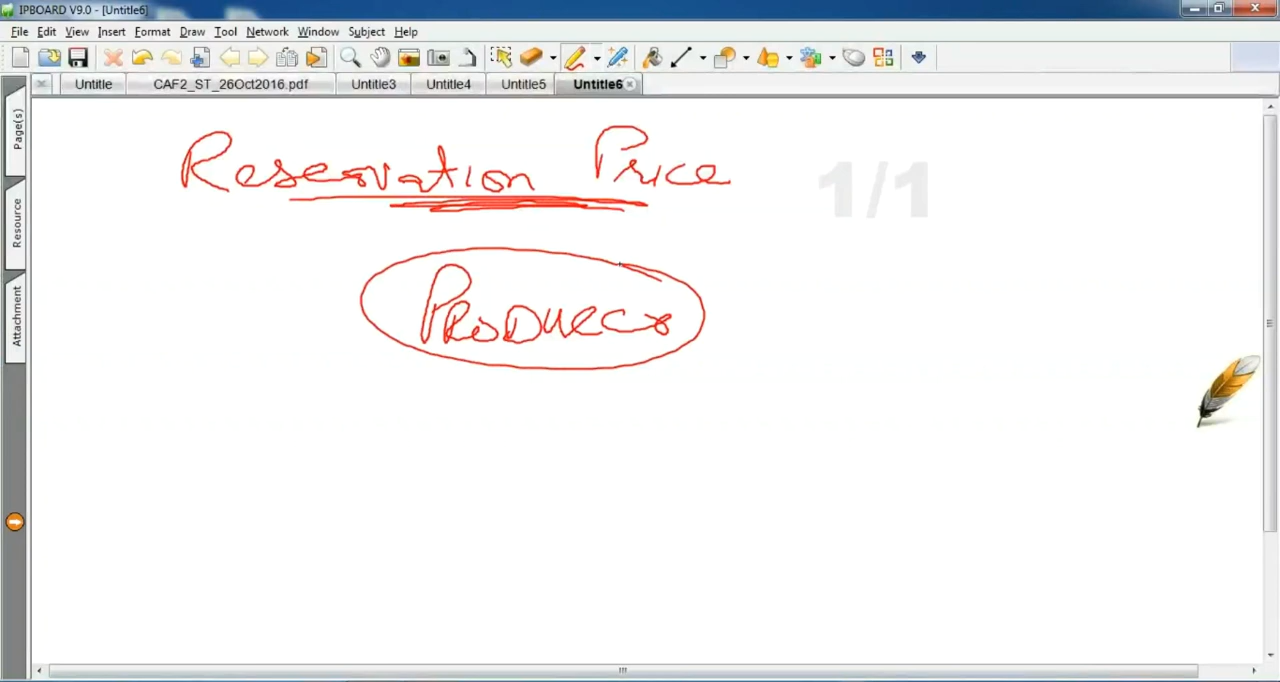 IPBOARD V9.0 - [Untitle6]
File Edit View Insert Format Draw Tool Network Window Subject Help
Untitle CAF2_ST_26Oct2016.pdf Untitle3 Untitle4 Untitle5 Untitle6
Page(s)
Resource
Attachment
Reservation Price
1/1
PRODUCER